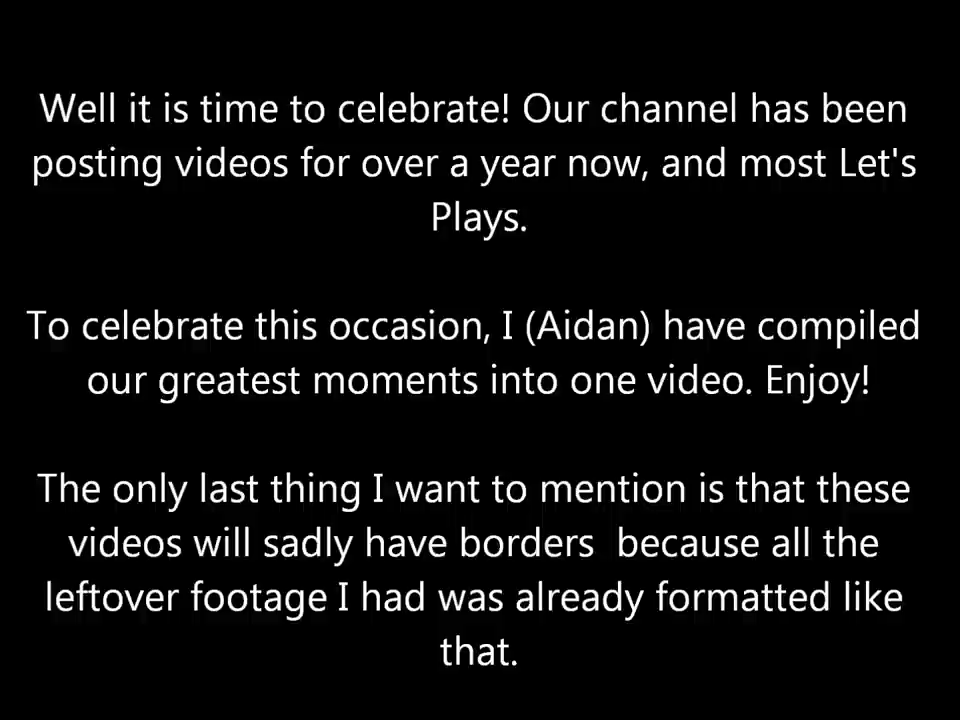 Well it is time to celebrate! Our channel has been
posting videos for over a year now, and most Let's
Plays.
To celebrate this occasion, I (Aidan) have compiled
our greatest moments into one video. Enjoy!
The only last thing I want to mention is that these
videos will sadly have borders  because all the
leftover footage I had was already formatted like
that.